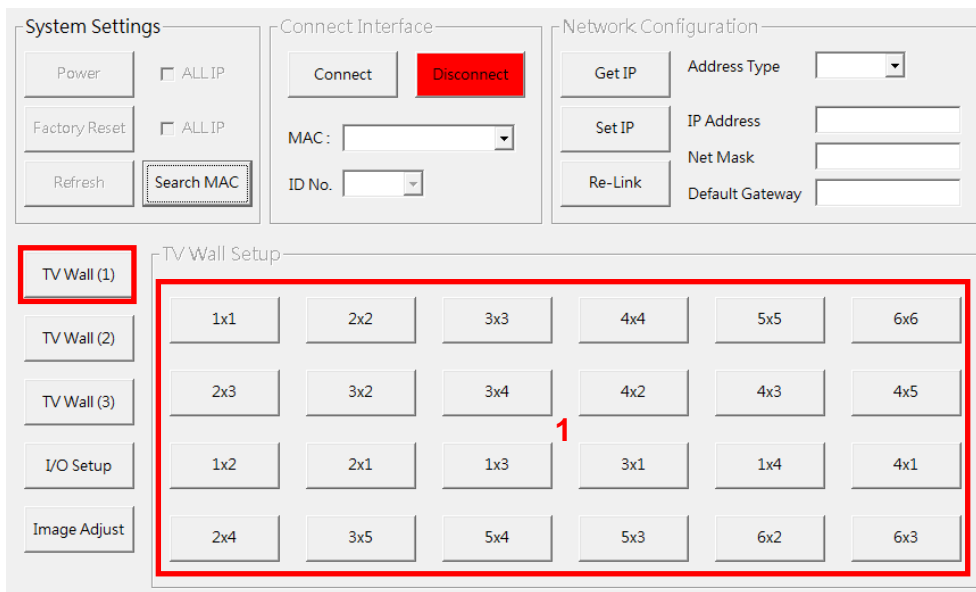 System Settings
Power
ALL IP
Factory Reset
ALL IP
Refresh
Search MAC
Connect Interface
Connect
Disconnect
MAC :
ID No.
Network Configuration
Get IP
Address Type
Set IP
IP Address
Net Mask
Re-Link
Default Gateway
TV Wall (1)
TV Wall (2)
TV Wall (3)
I/O Setup
Image Adjust
TV Wall Setup
1x1 2x2 3x3 4x4 5x5 6x6
2x3 3x2 3x4 4x2 4x3 4x5
1
1x2 2x1 1x3 3x1 1x4 4x1
2x4 3x5 5x4 5x3 6x2 6x3